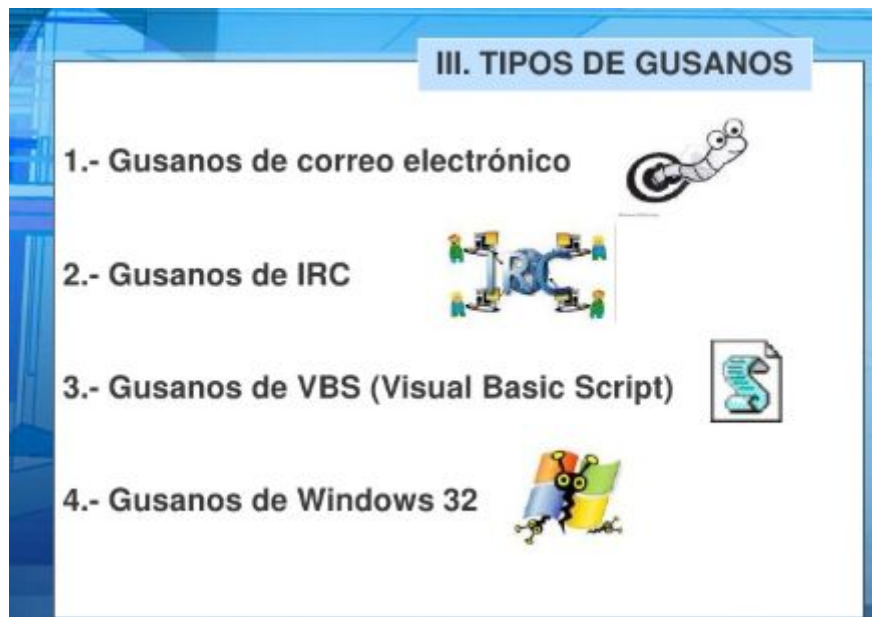 III. TIPOS DE GUSANOS
1.- Gusanos de correo electrónico
2.- Gusanos de IRC
IRC
3.- Gusanos de VBS (Visual Basic Script)
4.- Gusanos de Windows 32